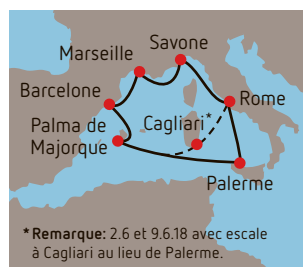 Savone
Marseille
Barcelone
Rome
Palma de
Majorque
Cagliari*
Palerme
* Remarque: 2.6 et 9.6.18 avec escale
à Cagliari au lieu de Palerme.